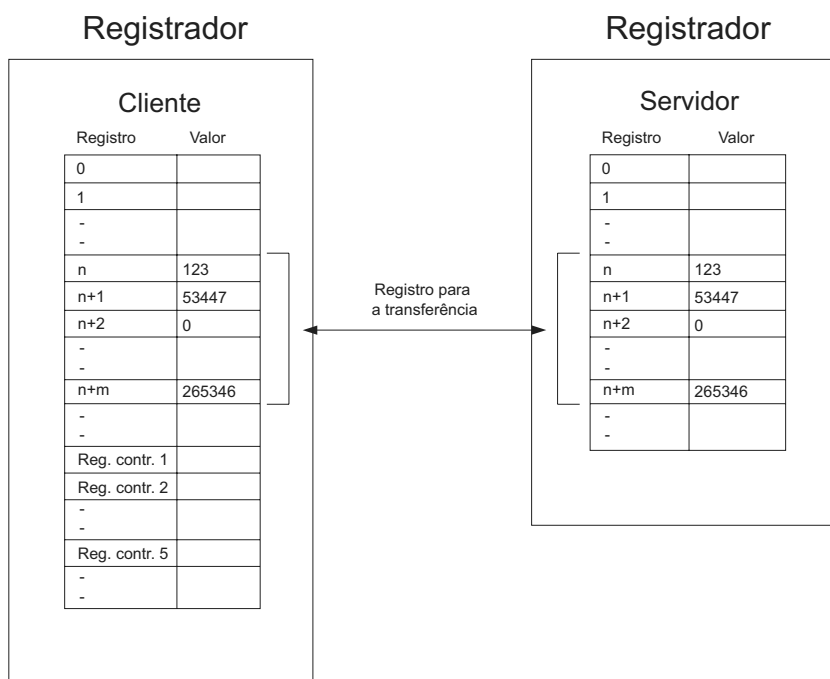 Registrador
Cliente
Registro Valor
0
1
-
-
n 123
n+1 53447
n+2 0
-
-
n+m 265346
-
-
Reg. contr. 1
Reg. contr. 2
-
-
Reg. contr. 5
-
-
Registro para
a transferência
Registrador
Servidor
Registro Valor
0
1
-
-
n 123
n+1 53447
n+2 0
-
-
n+m 265346
-
-